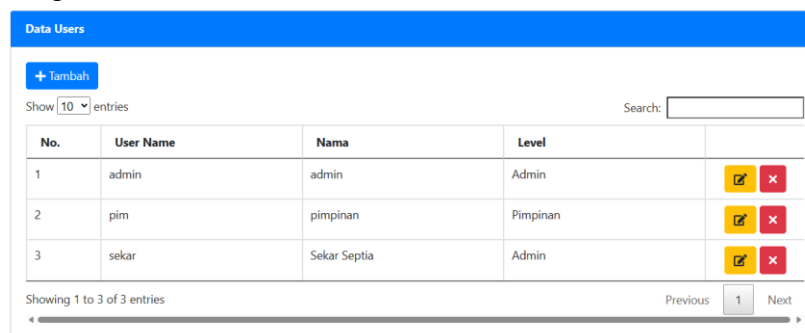 Data Users
+ Tambah
Show 10 entries
Search:
No. User Name Nama Level
1 admin admin Admin
2 pim pimpinan Pimpinan
3 sekar Sekar Septia Admin
Showing 1 to 3 of 3 entries
Previous 1 Next